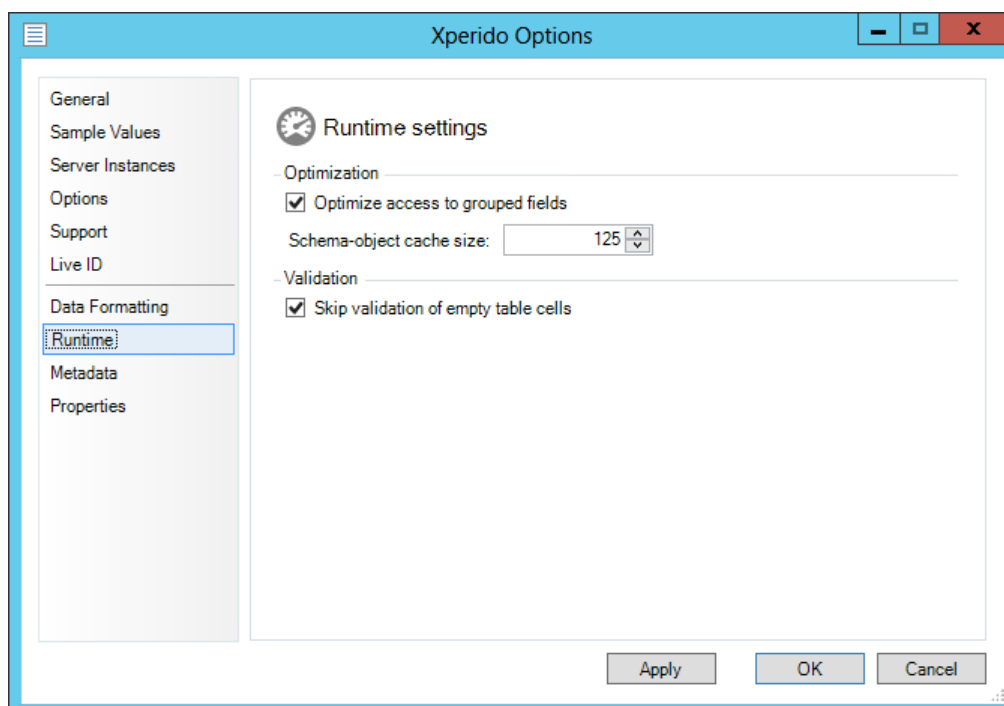 Xperido Options
General
Sample Values
Server Instances
Options
Support
Live ID
Data Formatting
Runtime
Metadata
Properties
Runtime settings
Optimization
Optimize access to grouped fields
Schema-object cache size: 125
Validation
Skip validation of empty table cells
Apply OK Cancel